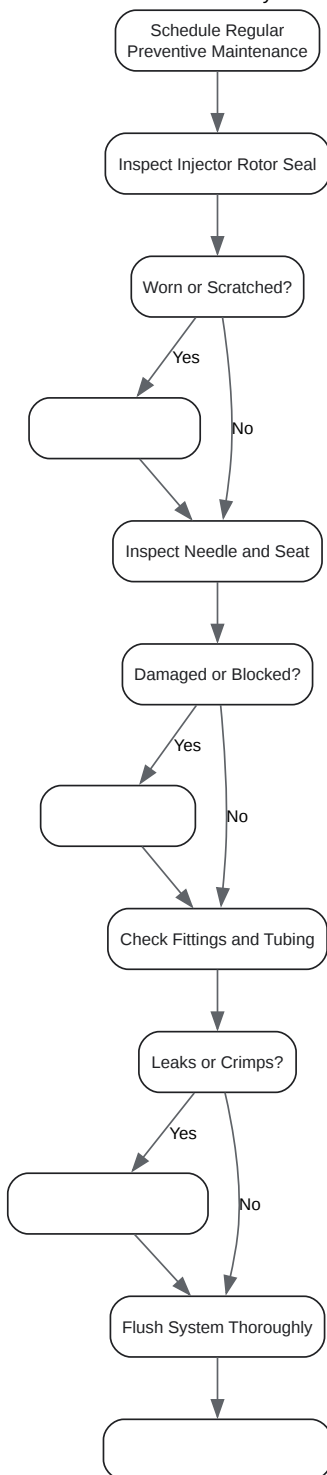 Schedule Regular
Preventive Maintenance
Inspect Injector Rotor Seal
Worn or Scratched?
Yes
No
Inspect Needle and Seat
Damaged or Blocked?
Yes
No
Check Fittings and Tubing
Leaks or Crimps?
Yes
No
Flush System Thoroughly